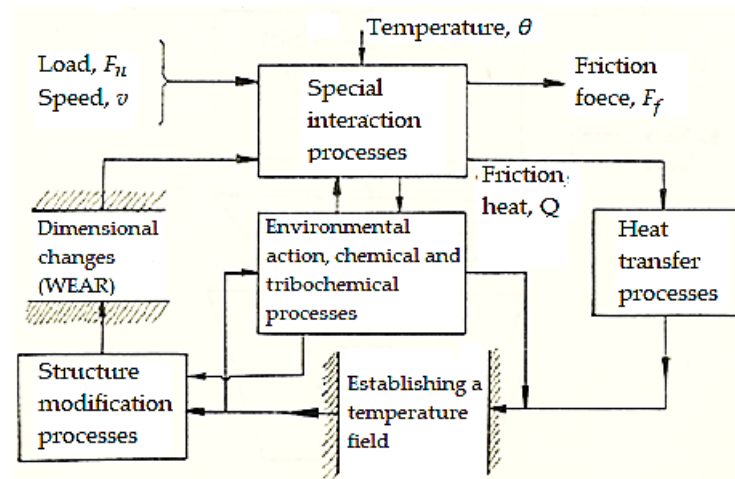 Temperature, θ
Load, Fn
Speed, v
Special
interaction
processes
Friction
foece, Ff
Friction,
heat, Q
Dimensional
changes
(WEAR)
Environmental
action, chemical and
tribochemical
processes
Heat
transfer
processes
Structure
modification
processes
Establishing a
temperature
field